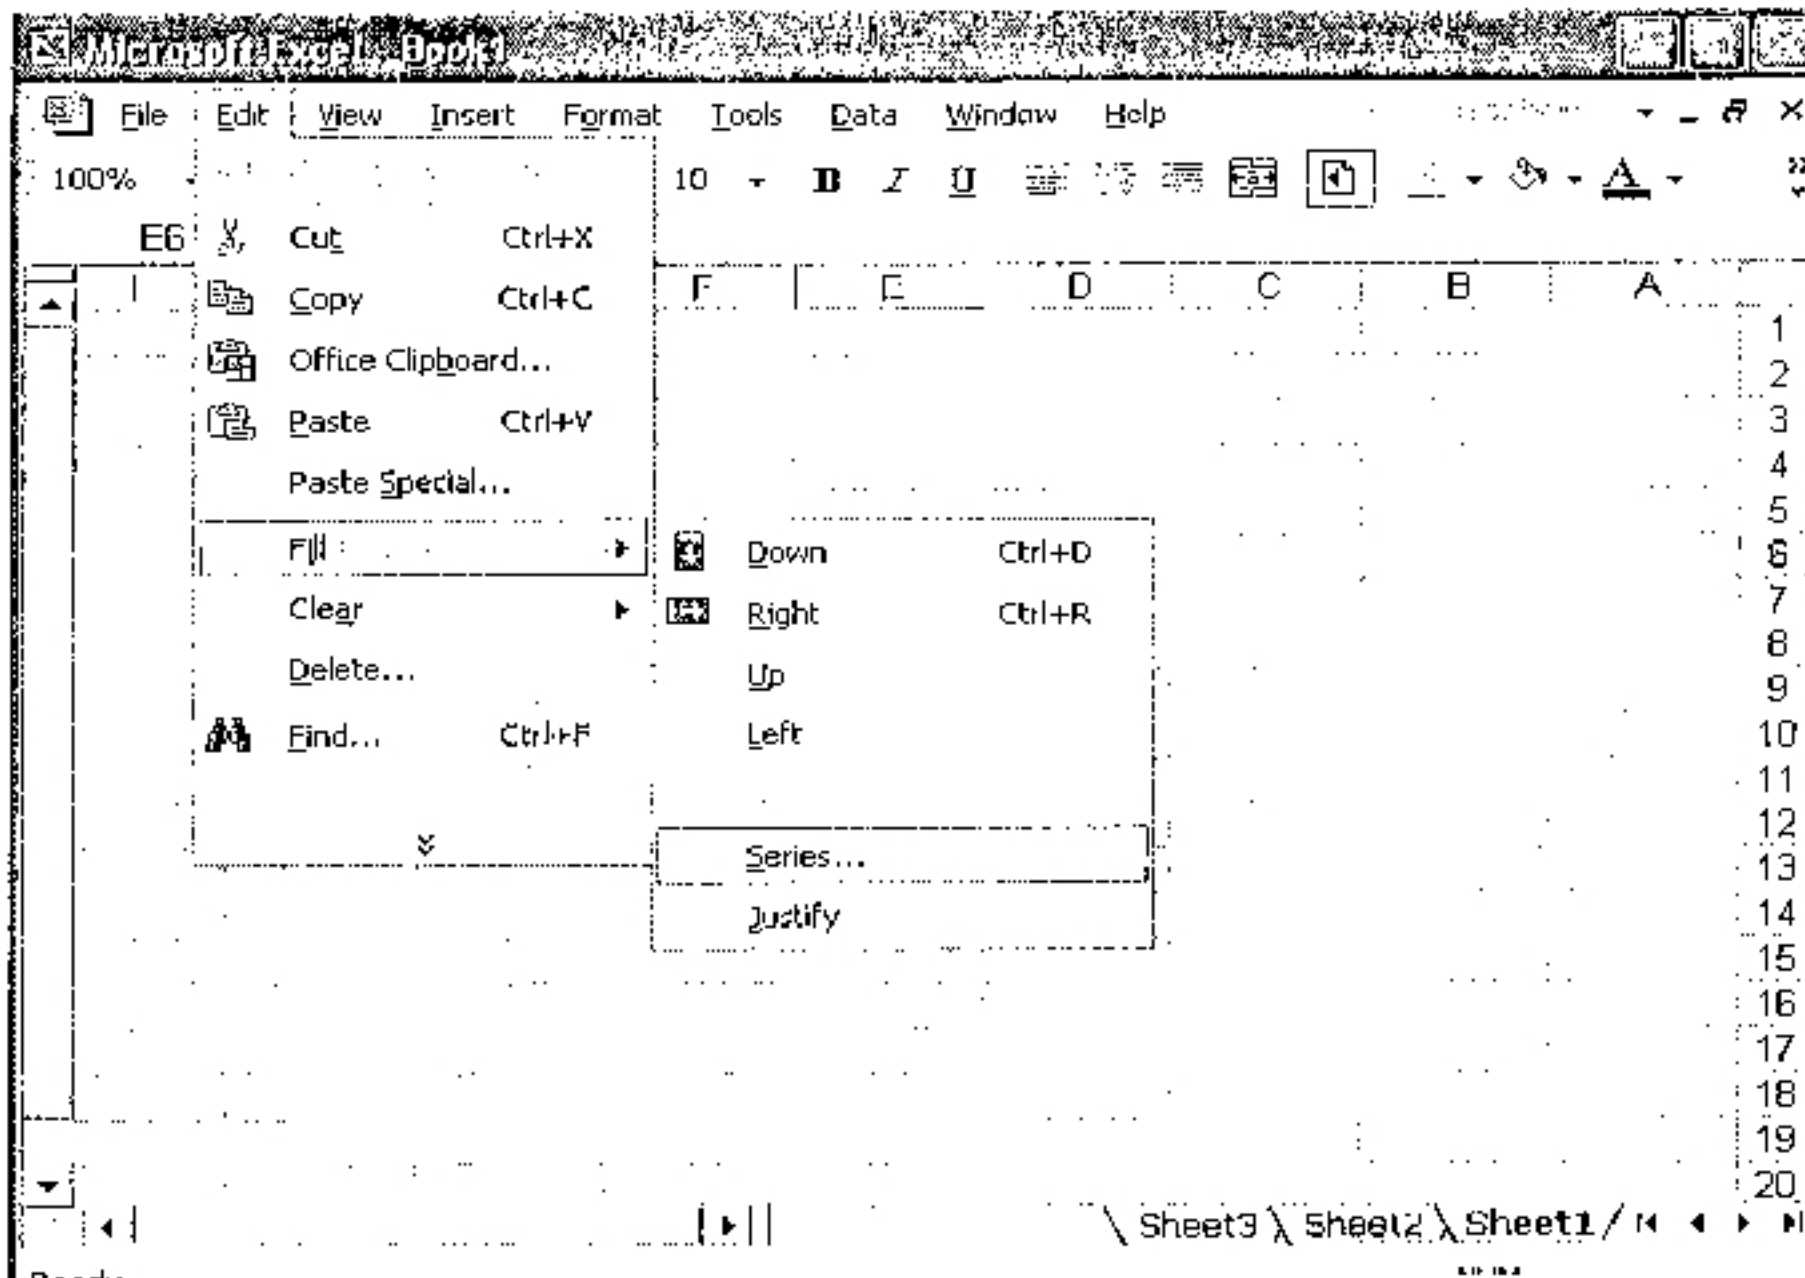 Microsoft Excel - Book1
File Edit View Insert Format Tools Data Window Help
100% 10 B I U A
E6
Cut Ctrl+X
Copy Ctrl+C
Office Clipboard...
Paste Ctrl+V
Paste Special...
Fill
Clear
Delete...
Find... Ctrl+F
Down Ctrl+D
Right Ctrl+R
Up
Left
Series...
Justify
F E D C B A
1
2
3
4
5
6
7
8
9
10
11
12
13
14
15
16
17
18
19
20
Sheet3 Sheet2 Sheet1